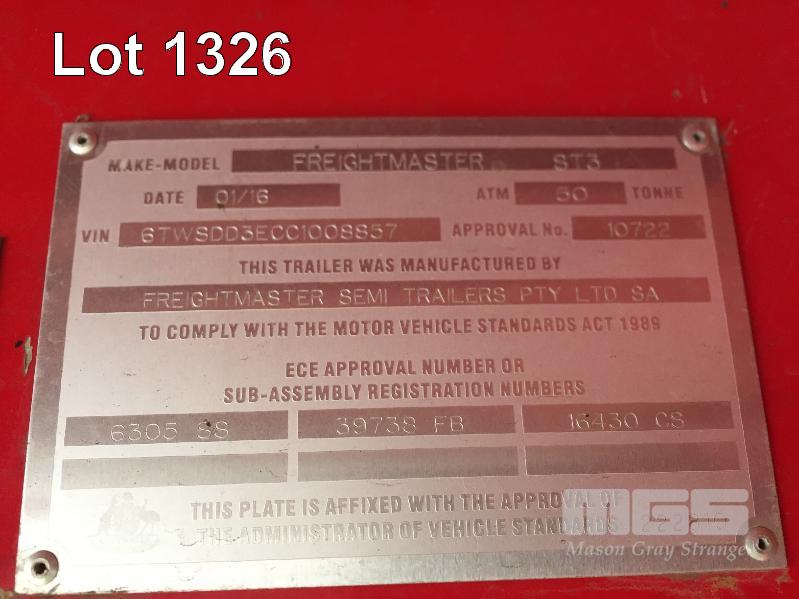 Lot 1326
MAKE-MODEL FREIGHTMASTER ST3
DATE 01/16 ATM 50 TONNE
VIN 6TWSDD3ECC1008857 APPROVAL No. 10722
THIS TRAILER WAS MANUFACTURED BY
FREIGHTMASTER SEMI TRAILERS PTY LTD SA
TO COMPLY WITH THE MOTOR VEHICLE STANDARDS ACT 1989
ECE APPROVAL NUMBER OR
SUB-ASSEMBLY REGISTRATION NUMBERS
6305 SS 39738 FB 16430 CS
THIS PLATE IS AFFIXED WITH THE APPROVAL OF
THE ADMINISTRATOR OF VEHICLE STANDARDS
MGS
Mason Gray Strange